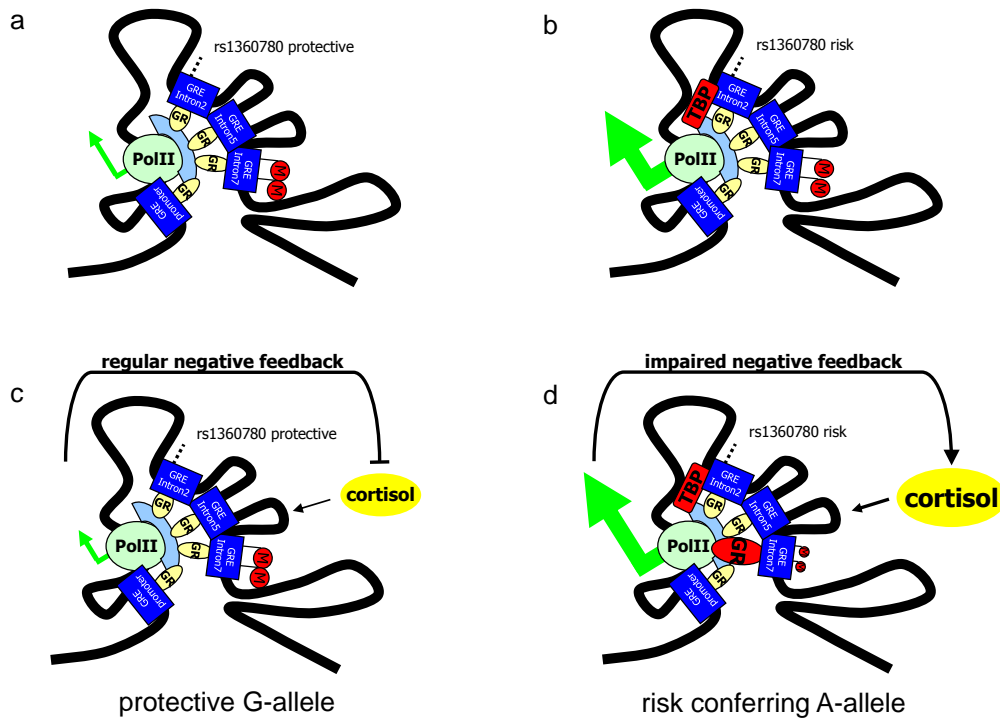 a
rs1360780 protective
GRE
Intron2
GR
GRE
Intron5
GR
GRE
Intron7
GR
M
M
PolII
GR
GRE
promoter
b
rs1360780 risk
TBP
GRE
Intron2
GR
GRE
Intron5
GR
GRE
Intron7
GR
M
M
PolII
GR
GRE
promoter
regular negative feedback
c
rs1360780 protective
GRE
Intron2
GR
GRE
Intron5
GR
GRE
Intron7
GR
M
M
PolII
GR
GRE
promoter
cortisol
protective G-allele
impaired negative feedback
d
rs1360780 risk
TBP
GRE
Intron2
GR
GRE
Intron5
GR
GRE
Intron7
GR
PolII
GR
GRE
promoter
cortisol
risk conferring A-allele